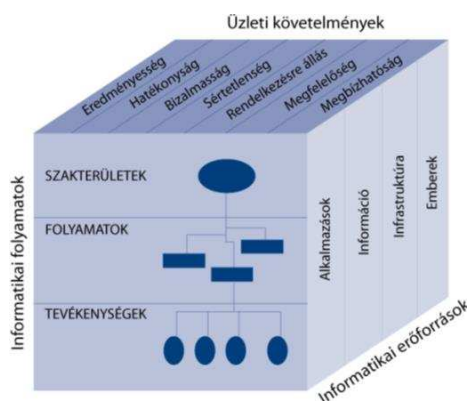 Üzleti követelmények
Eredményesség
Hatékonyság
Bizalmasság
Sértetlenség
Rendelkezésre állás
Megfelelőség
Megbízhatóság
Informatikai folyamatok
SZAKTERÜLETEK
FOLYAMATOK
TEVÉKENYSÉGEK
Alkalmazások
Információ
Infrastruktúra
Emberek
Informatikai erőforrások